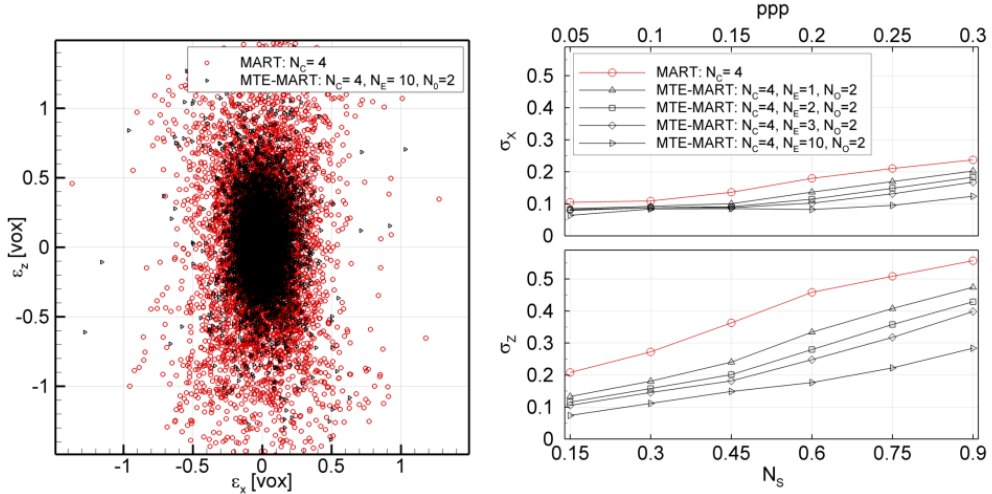 MART: N_C= 4
MTE-MART: N_C= 4, N_E= 10, N_0=2
1
0.5
0
-0.5
-1
ε_z [vox]
-1
-0.5
0
0.5
1
ε_x [vox]
ppp
0.05
0.1
0.15
0.2
0.25
0.3
MART: N_C= 4
MTE-MART: N_C=4, N_E=1, N_O=2
MTE-MART: N_C=4, N_E=2, N_O=2
MTE-MART: N_C=4, N_E=3, N_O=2
MTE-MART: N_C=4, N_E=10, N_O=2
0.5
0.4
0.3
0.2
0.1
0
σ_X
0.5
0.4
0.3
0.2
0.1
0
σ_Z
0.15
0.3
0.45
0.6
0.75
0.9
N_S